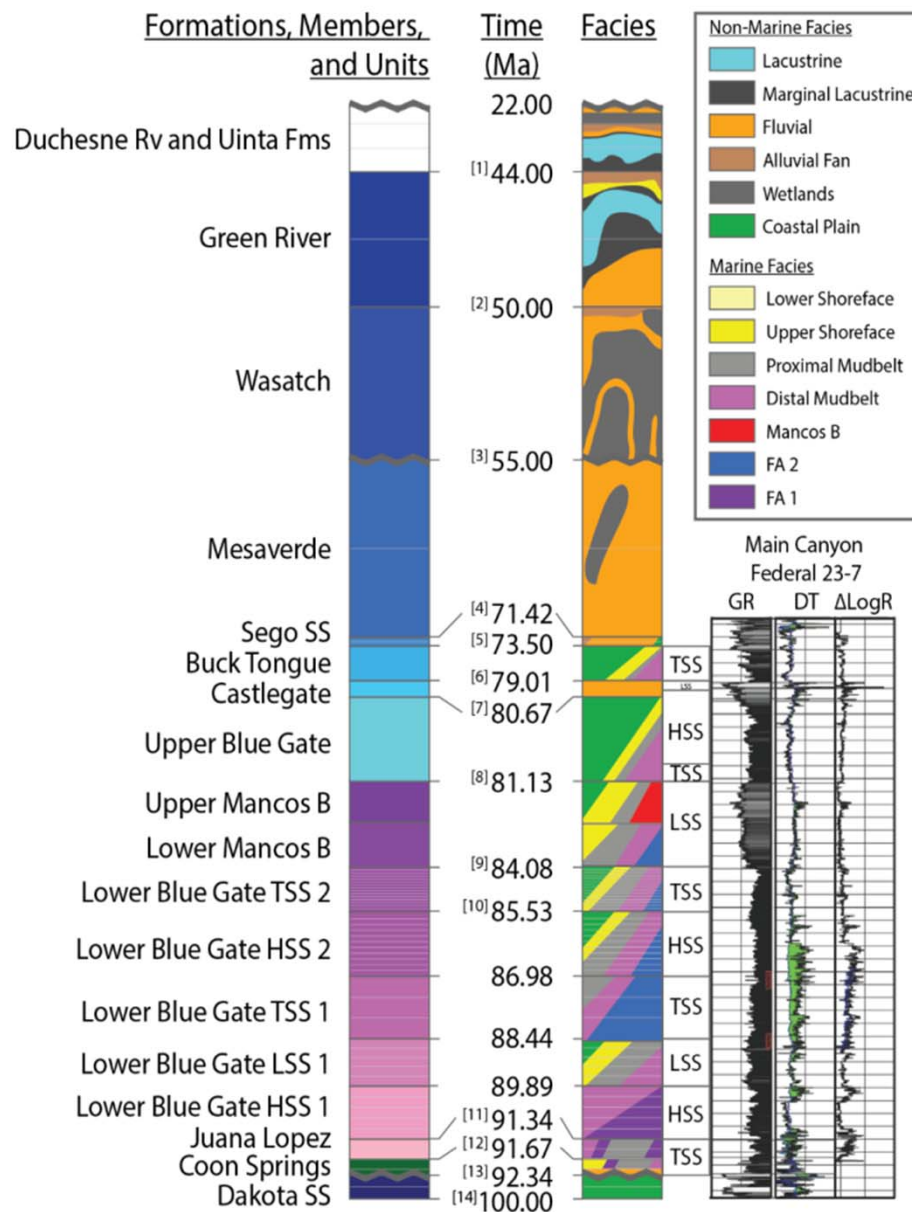 Formations, Members,
and Units
Time
(Ma)
Facies
22.00
Duchesne Rv and Uinta Fms
[1] 44.00
Green River
[2] 50.00
Wasatch
[3] 55.00
Mesaverde
[4] 71.42
Sego SS
[5] 73.50
Buck Tongue
[6] 79.01
Castlegate
[7] 80.67
Upper Blue Gate
[8] 81.13
Upper Mancos B
Lower Mancos B
[9] 84.08
Lower Blue Gate TSS 2
[10] 85.53
Lower Blue Gate HSS 2
86.98
Lower Blue Gate TSS 1
88.44
Lower Blue Gate LSS 1
89.89
Lower Blue Gate HSS 1
[11] 91.34
Juana Lopez
[12] 91.67
Coon Springs
[13] 92.34
Dakota SS
[14] 100.00
TSS
LSS
HSS
TSS
LSS
TSS
HSS
TSS
LSS
HSS
TSS
Non-Marine Facies
Lacustrine
Marginal Lacustrine
Fluvial
Alluvial Fan
Wetlands
Coastal Plain
Marine Facies
Lower Shoreface
Upper Shoreface
Proximal Mudbelt
Distal Mudbelt
Mancos B
FA 2
FA 1
Main Canyon
Federal 23-7
GR DT ΔLogR